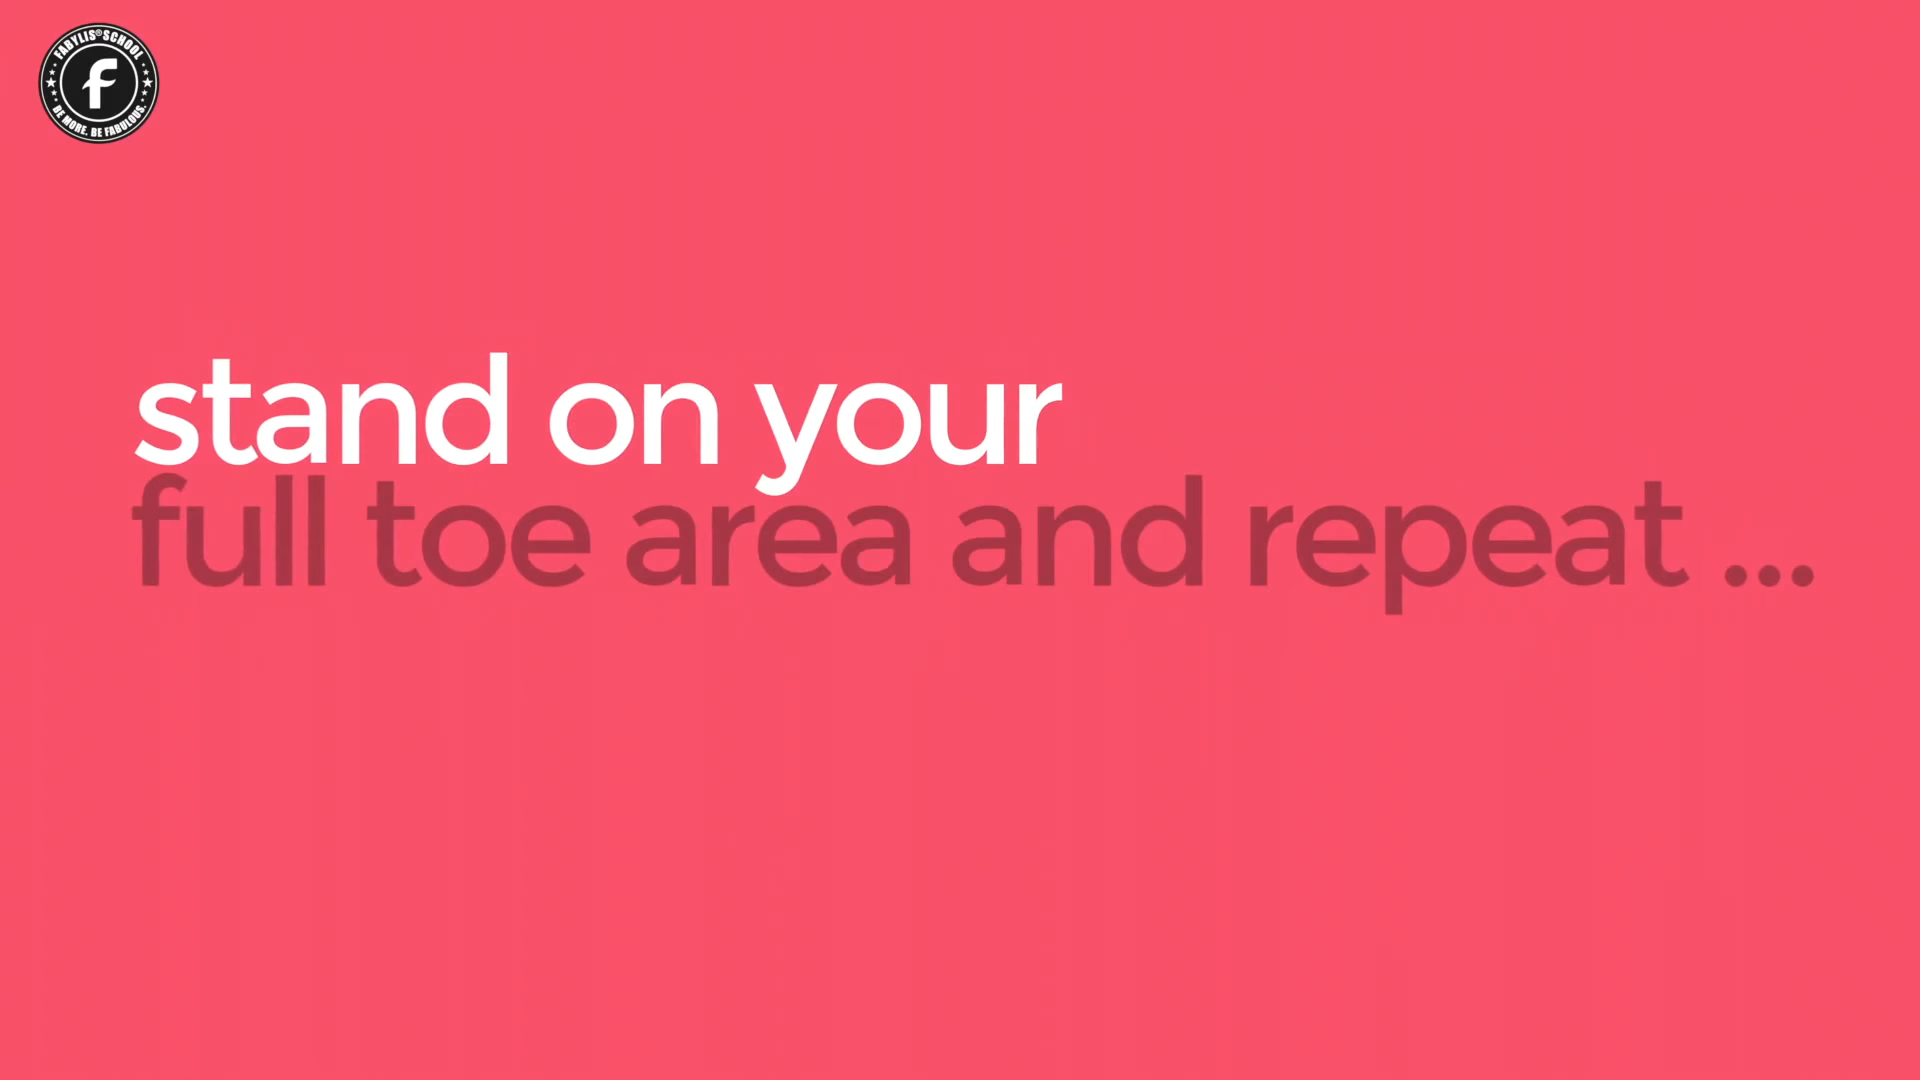 FABYLIS® SCHOOL
f
BE MORE. BE FABULOUS.
stand on your
full toe area and repeat ...